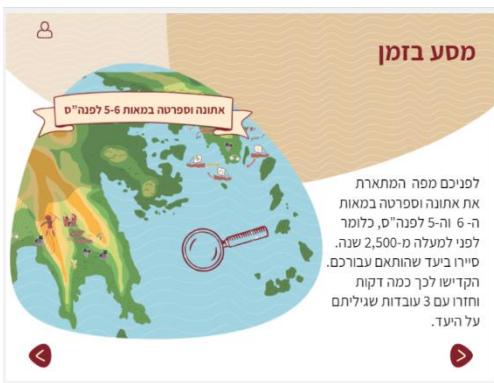 מסע בזמן
אתונה וספרטה במאות 5-6 לפנה"ס
לפניכם מפה המתארת
את אתונה וספרטה במאות
ה- 6 וה-5 לפנה"ס, כלומר
לפני למעלה מ-2,500 שנה.
סיירו ביעד שהותאם עבורכם.
הקדישו לכך כמה דקות
וחזרו עם 3 עובדות שגיליתם
על היעד.